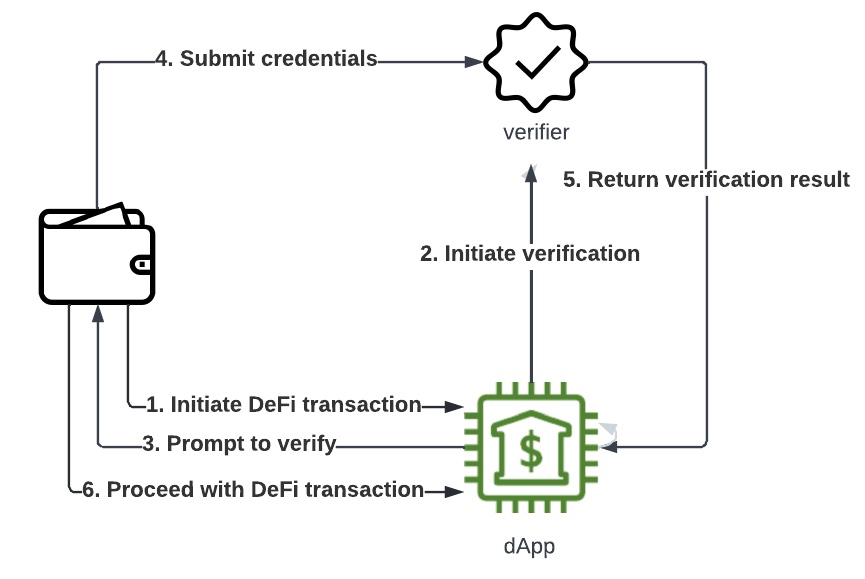 4. Submit credentials
verifier
5. Return verification result
2. Initiate verification
1. Initiate DeFi transaction
3. Prompt to verify
$
6. Proceed with DeFi transaction
dApp